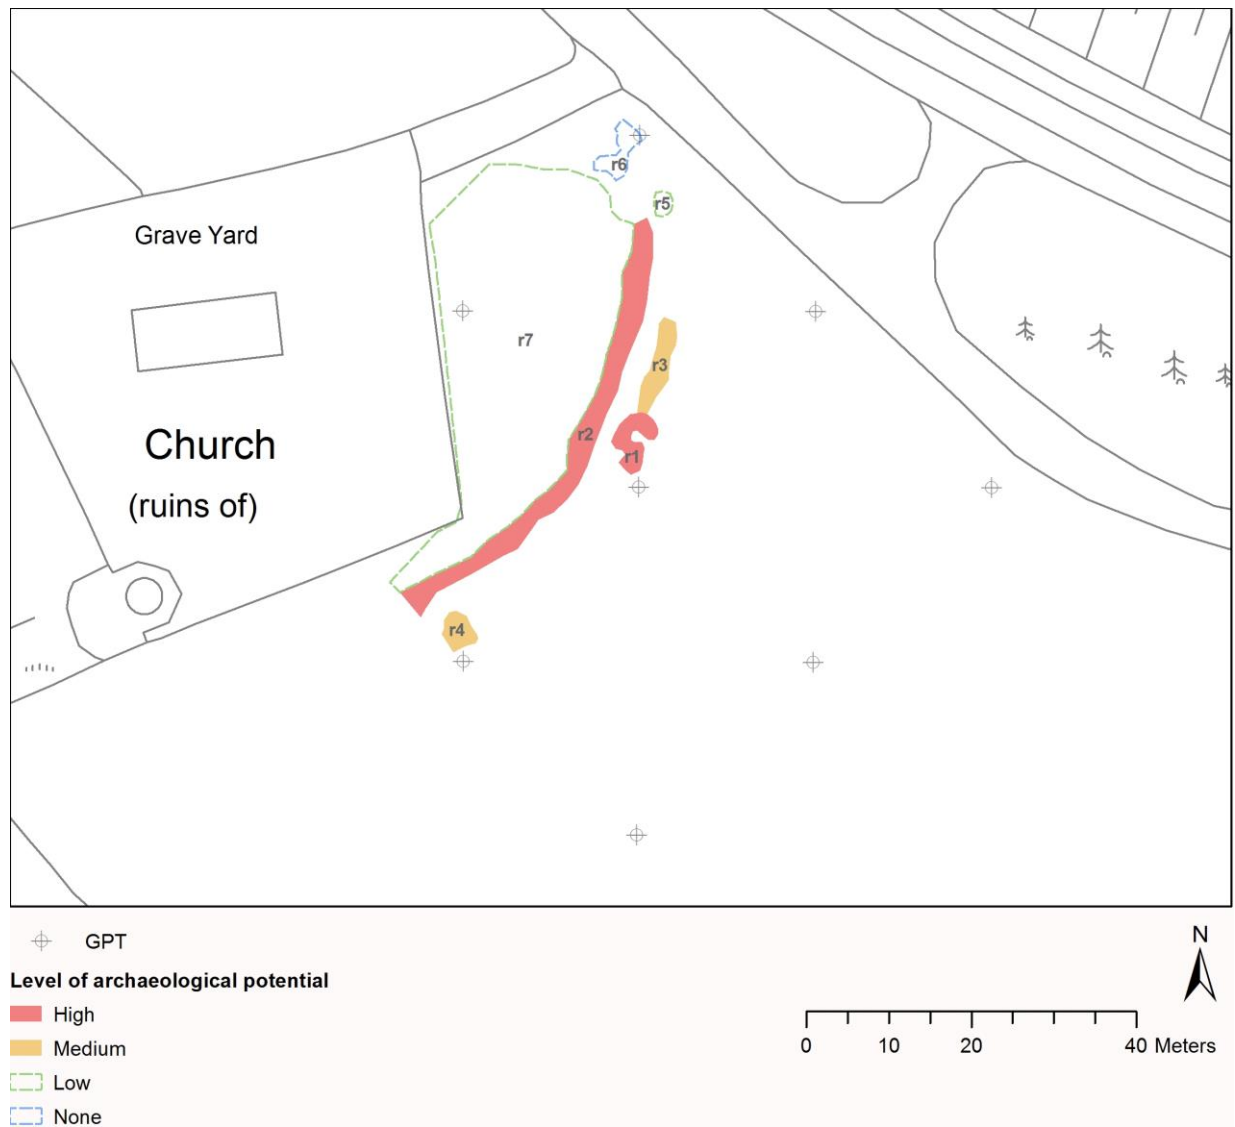 r6
r5
Grave Yard
r7
r3
r2
Church
r1
(ruins of)
r4
GPT
N
Level of archaeological potential
High
Medium
0 10 20 40 Meters
Low
None